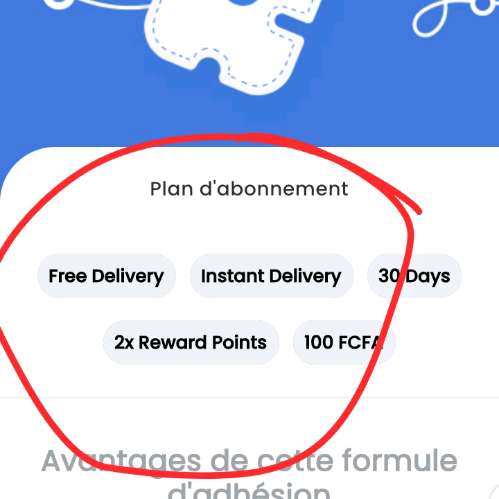 Plan d'abonnement
Free Delivery Instant Delivery 30 Days
2x Reward Points 100 FCFA
Avantages de cette formule
d'adhésion